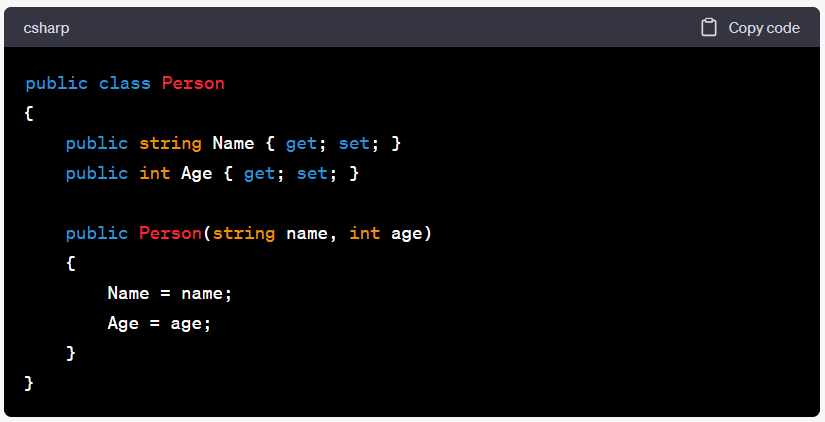 csharp Copy code
public class Person
{
    public string Name { get; set; }
    public int Age { get; set; }

    public Person(string name, int age)
    {
        Name = name;
        Age = age;
    }
}